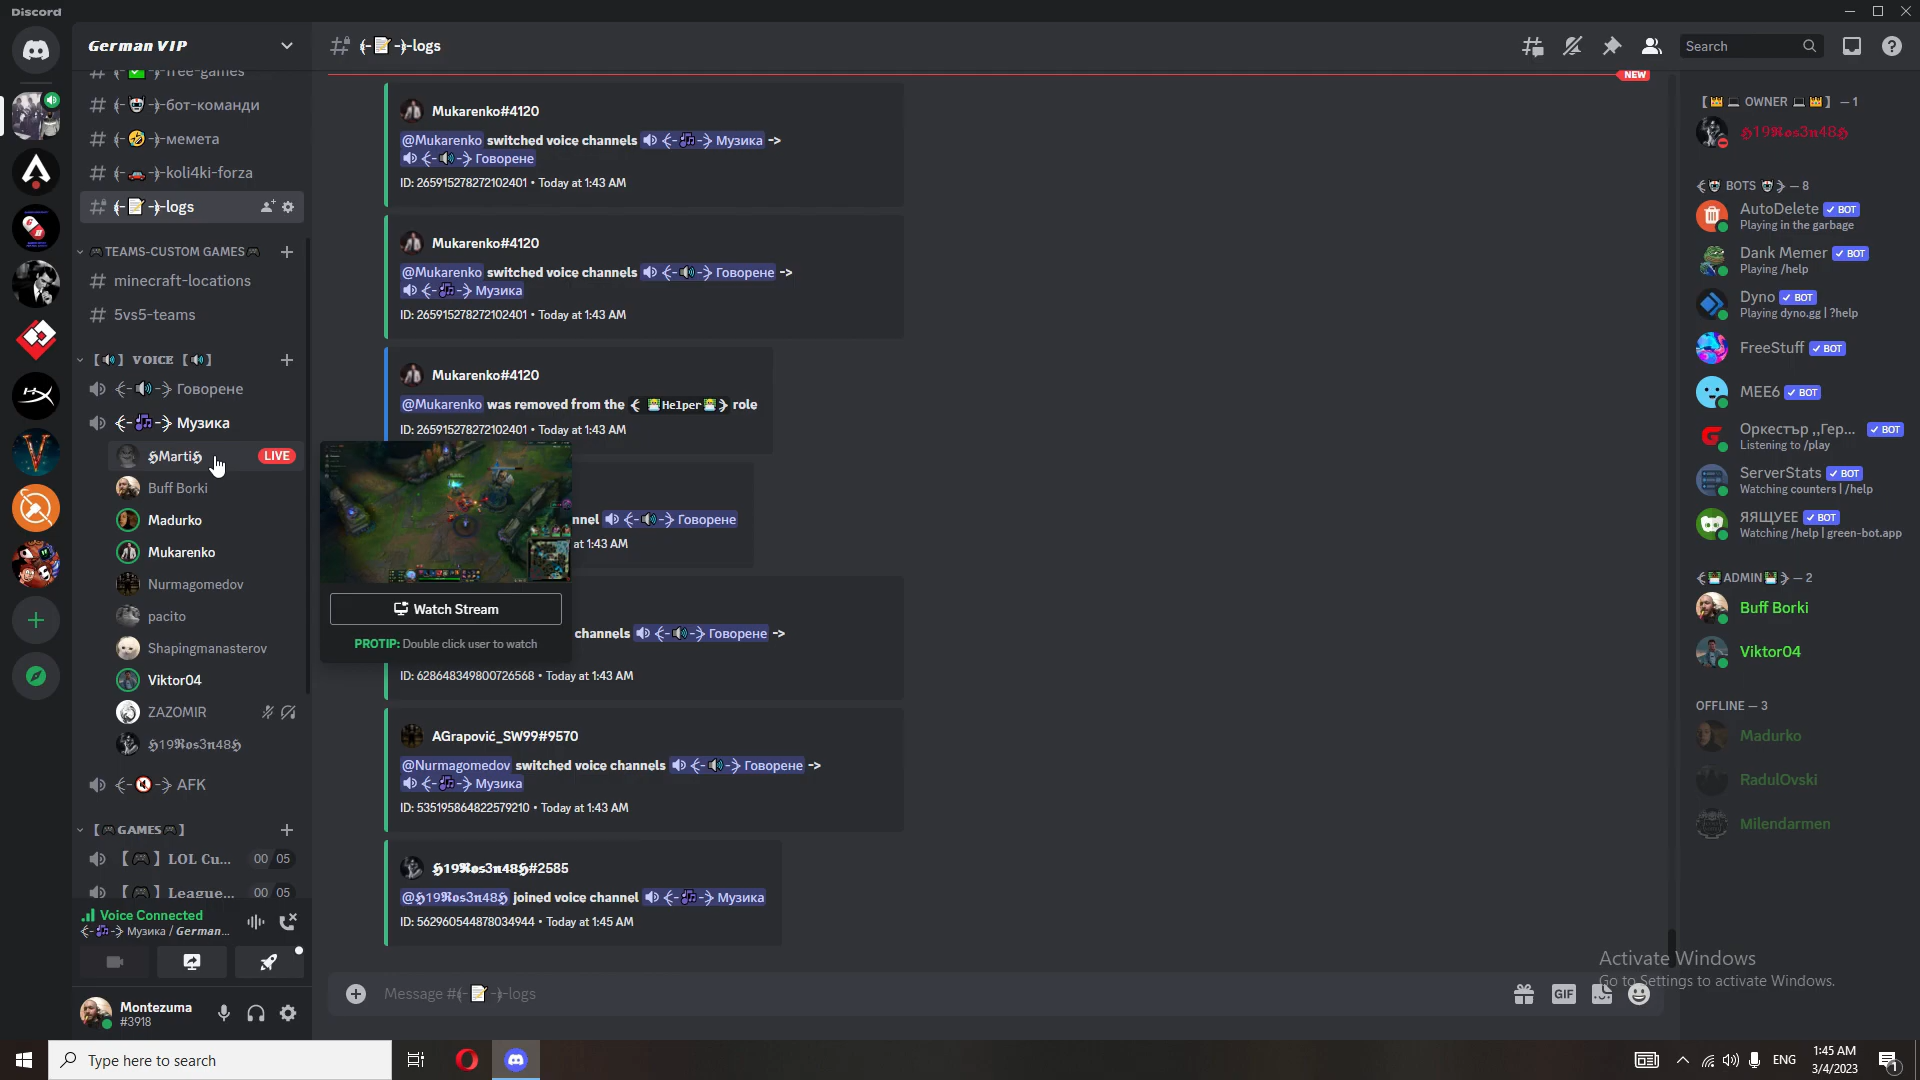 Discord
German VIP
free-games
бот-команди
мемета
koli4ki-forza
logs
TEAMS-CUSTOM GAMES
minecraft-locations
5vs5-teams
VOICE
Говорене
Музика
ЅMartiЅ LIVE
Buff Borki
Madurko
Mukarenko
Nurmagomedov
pacito
Shapingmanasterov
Viktor04
ZAZOMIR
ℌ19ℜ𝔬𝔰3𝔫48ℌ
AFK
GAMES
LOL Cu... 00 05
League... 00 05
Voice Connected
Музика / German...
Montezuma
#3918
logs
Search
NEW
Mukarenko#4120
@Mukarenko switched voice channels Музика ->
Говорене
ID: 265915278272102401 • Today at 1:43 AM
Mukarenko#4120
@Mukarenko switched voice channels Говорене ->
Музика
ID: 265915278272102401 • Today at 1:43 AM
Mukarenko#4120
@Mukarenko was removed from the Helper role
ID: 265915278272102401 • Today at 1:43 AM
Говорене
at 1:43 AM
Watch Stream
PROTIP: Double click user to watch
channels Говорене ->
ID: 628648349800726568 • Today at 1:43 AM
AGrapović_SW99#9570
@Nurmagomedov switched voice channels Говорене ->
Музика
ID: 535195864822579210 • Today at 1:43 AM
ℌ19ℜ𝔬𝔰3𝔫48ℌ#2585
@ℌ19ℜ𝔬𝔰3𝔫48ℌ joined voice channel Музика
ID: 562960544878034944 • Today at 1:45 AM
Message # -logs
GIF
OWNER — 1
ℌ19ℜ𝔬𝔰3𝔫48ℌ
BOTS — 8
AutoDelete BOT
Playing in the garbage
Dank Memer BOT
Playing /help
Dyno BOT
Playing dyno.gg | ?help
FreeStuff BOT
MEE6 BOT
Оркестър ,,Гер... BOT
Listening to /play
ServerStats BOT
Watching counters | /help
ЯЯЩУЕЕ BOT
Watching /help | green-bot.app
ADMIN — 2
Buff Borki
Viktor04
OFFLINE — 3
Madurko
RadulOvski
Milendarmen
Activate Windows
Go to Settings to activate Windows.
Type here to search
ENG
1:45 AM
3/4/2023
1